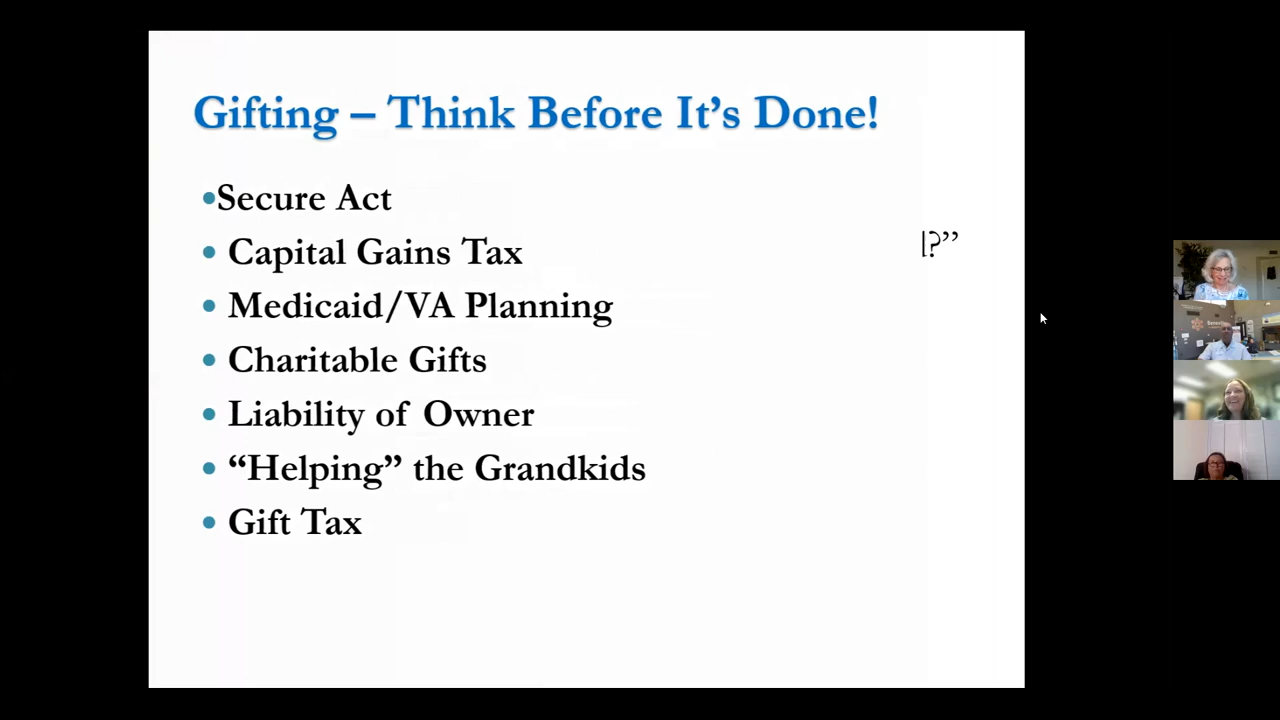 Gifting – Think Before It’s Done!
•Secure Act
• Capital Gains Tax
?”
• Medicaid/VA Planning
• Charitable Gifts
• Liability of Owner
• “Helping” the Grandkids
• Gift Tax